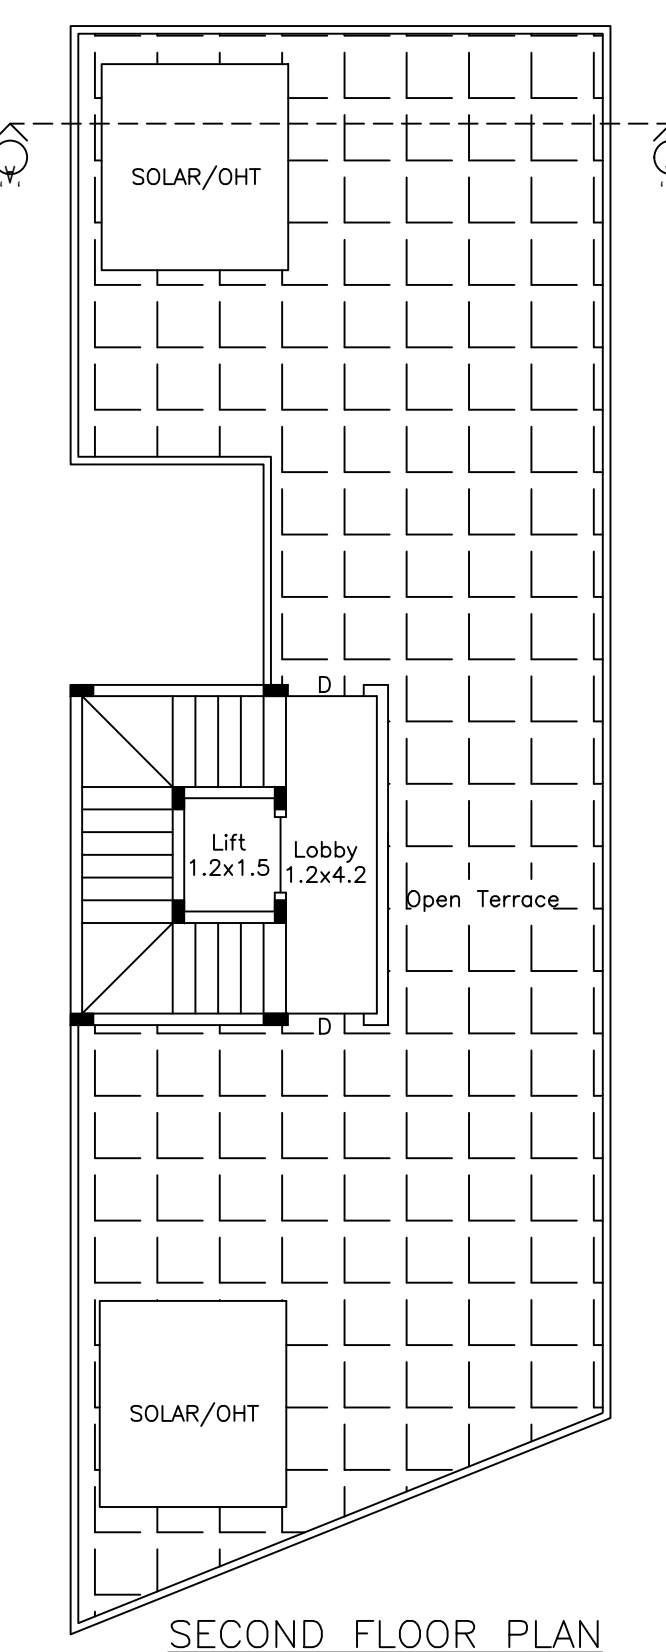 SOLAR/OHT
D
Lift
1.2x1.5
Lobby
1.2x4.2
Open Terrace
D
SOLAR/OHT
SECOND FLOOR PLAN